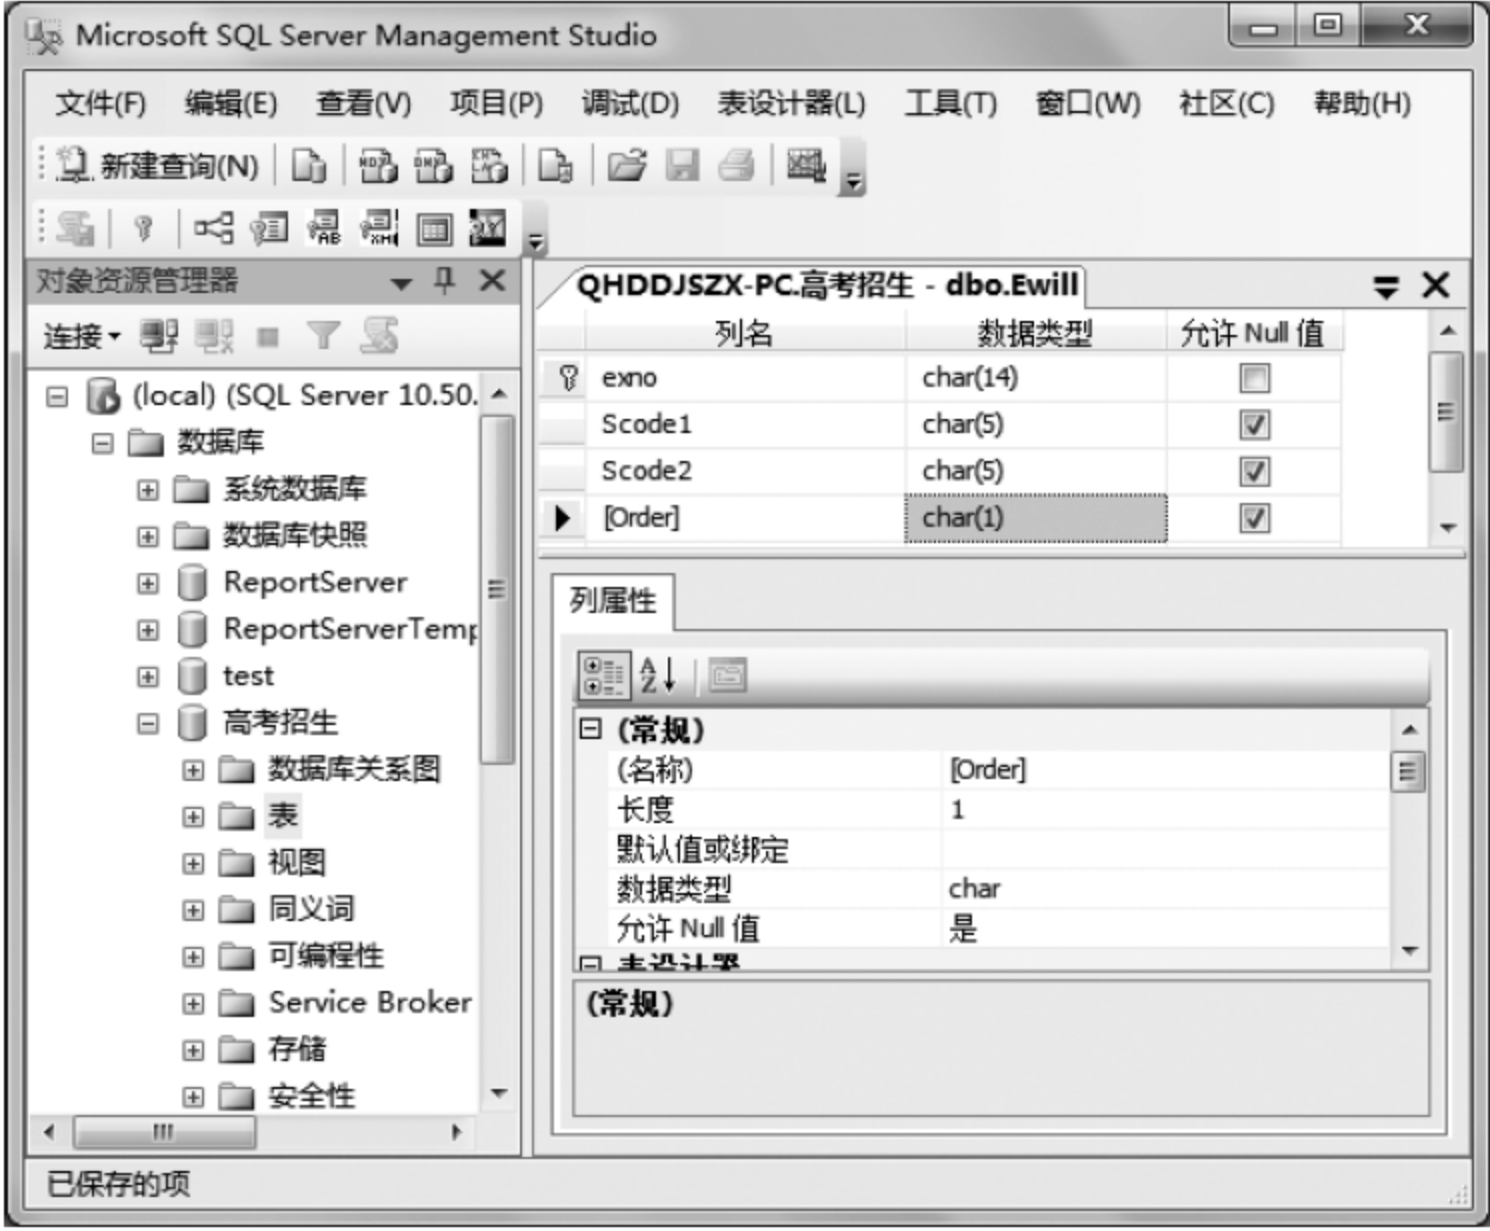 Microsoft SQL Server Management Studio
文件(F) 编辑(E) 查看(V) 项目(P) 调试(D) 表设计器(L) 工具(T) 窗口(W) 社区(C) 帮助(H)
新建查询(N)
对象资源管理器
连接
(local) (SQL Server 10.50.
数据库
系统数据库
数据库快照
ReportServer
ReportServerTemp
test
高考招生
数据库关系图
表
视图
同义词
可编程性
Service Broker
存储
安全性
QHDDJSZX-PC.高考招生 - dbo.Ewill
列名 数据类型 允许 Null 值
exno char(14)
Scode1 char(5)
Scode2 char(5)
[Order] char(1)
列属性
(常规)
(名称) [Order]
长度 1
默认值或绑定
数据类型 char
允许 Null 值 是
表设计器
(常规)
已保存的项